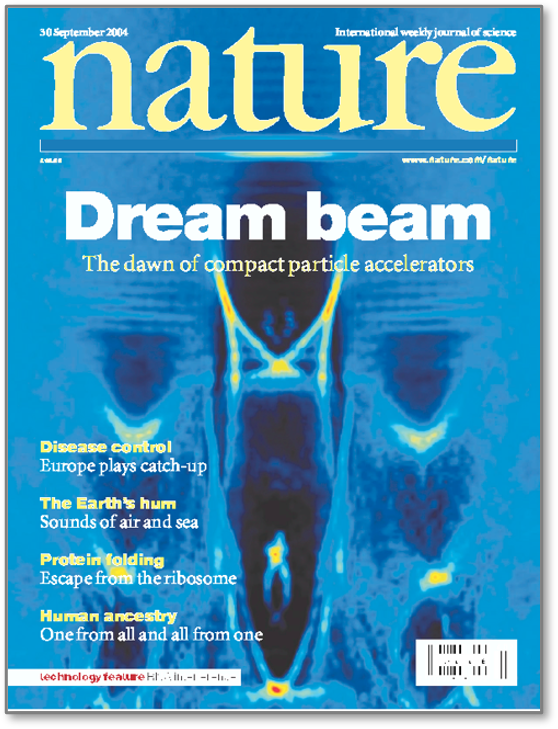 30 September 2004
International weekly journal of science
nature
www.nature.com/nature
Dream beam
The dawn of compact particle accelerators
Disease control
Europe plays catch-up
The Earth's hum
Sounds of air and sea
Protein folding
Escape from the ribosome
Human ancestry
One from all and all from one
technology feature RNA interference